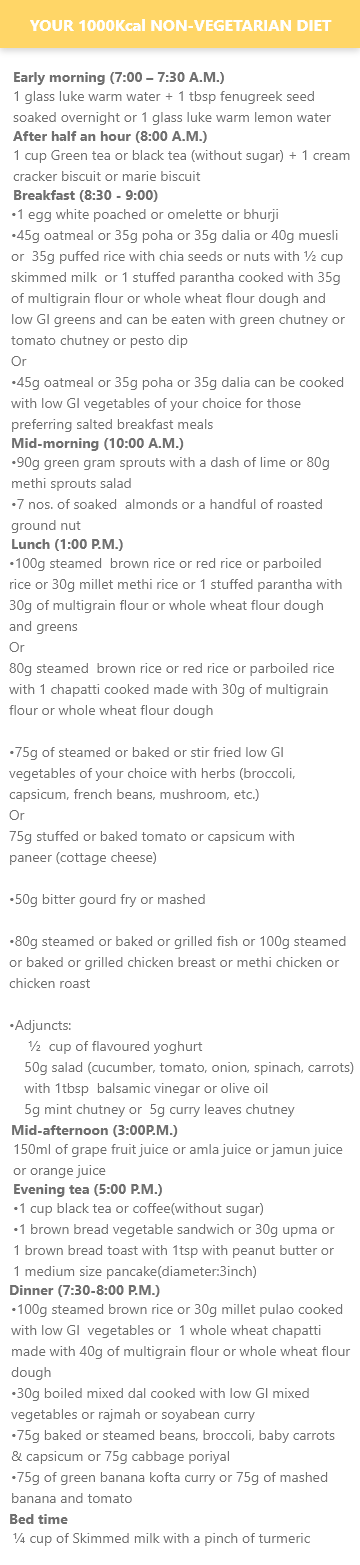 YOUR 1000Kcal NON-VEGETARIAN DIET
Early morning (7:00 – 7:30 A.M.)
1 glass luke warm water + 1 tbsp fenugreek seed
soaked overnight or 1 glass luke warm lemon water
After half an hour (8:00 A.M.)
1 cup Green tea or black tea (without sugar) + 1 cream
cracker biscuit or marie biscuit
Breakfast (8:30 - 9:00)
•1 egg white poached or omelette or bhurji
•45g oatmeal or 35g poha or 35g dalia or 40g muesli
or  35g puffed rice with chia seeds or nuts with ½ cup
skimmed milk  or 1 stuffed parantha cooked with 35g
of multigrain flour or whole wheat flour dough and
low GI greens and can be eaten with green chutney or
tomato chutney or pesto dip
Or
•45g oatmeal or 35g poha or 35g dalia can be cooked
with low GI vegetables of your choice for those
preferring salted breakfast meals
Mid-morning (10:00 A.M.)
•90g green gram sprouts with a dash of lime or 80g
methi sprouts salad
•7 nos. of soaked  almonds or a handful of roasted
ground nut
Lunch (1:00 P.M.)
•100g steamed  brown rice or red rice or parboiled
rice or 30g millet methi rice or 1 stuffed parantha with
30g of multigrain flour or whole wheat flour dough
and greens
Or
80g steamed  brown rice or red rice or parboiled rice
with 1 chapatti cooked made with 30g of multigrain
flour or whole wheat flour dough
•75g of steamed or baked or stir fried low GI
vegetables of your choice with herbs (broccoli,
capsicum, french beans, mushroom, etc.)
Or
75g stuffed or baked tomato or capsicum with
paneer (cottage cheese)
•50g bitter gourd fry or mashed
•80g steamed or baked or grilled fish or 100g steamed
or baked or grilled chicken breast or methi chicken or
chicken roast
•Adjuncts:
½  cup of flavoured yoghurt
50g salad (cucumber, tomato, onion, spinach, carrots)
with 1tbsp  balsamic vinegar or olive oil
5g mint chutney or  5g curry leaves chutney
Mid-afternoon (3:00P.M.)
150ml of grape fruit juice or amla juice or jamun juice
or orange juice
Evening tea (5:00 P.M.)
•1 cup black tea or coffee(without sugar)
•1 brown bread vegetable sandwich or 30g upma or
1 brown bread toast with 1tsp with peanut butter or
1 medium size pancake(diameter:3inch)
Dinner (7:30-8:00 P.M.)
•100g steamed brown rice or 30g millet pulao cooked
with low GI  vegetables or  1 whole wheat chapatti
made with 40g of multigrain flour or whole wheat flour
dough
•30g boiled mixed dal cooked with low GI mixed
vegetables or rajmah or soyabean curry
•75g baked or steamed beans, broccoli, baby carrots
& capsicum or 75g cabbage poriyal
•75g of green banana kofta curry or 75g of mashed
banana and tomato
Bed time
¼ cup of Skimmed milk with a pinch of turmeric